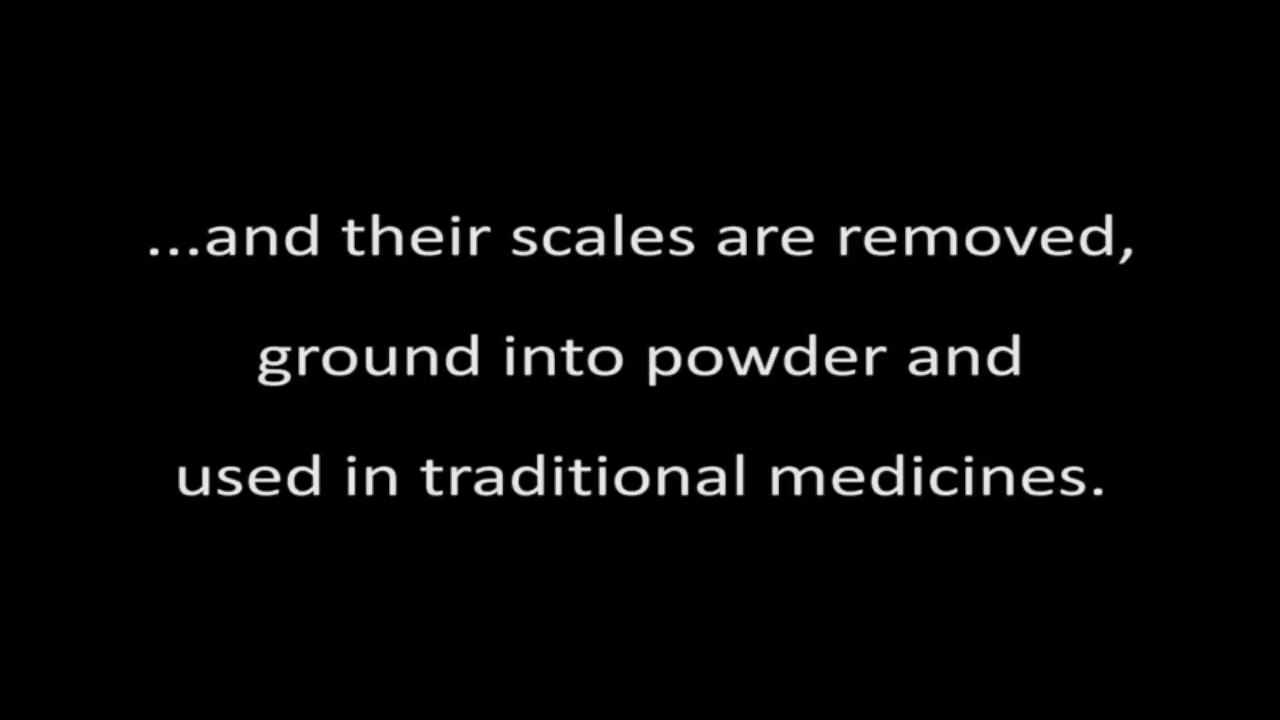 ...and their scales are removed,
ground into powder and
used in traditional medicines.